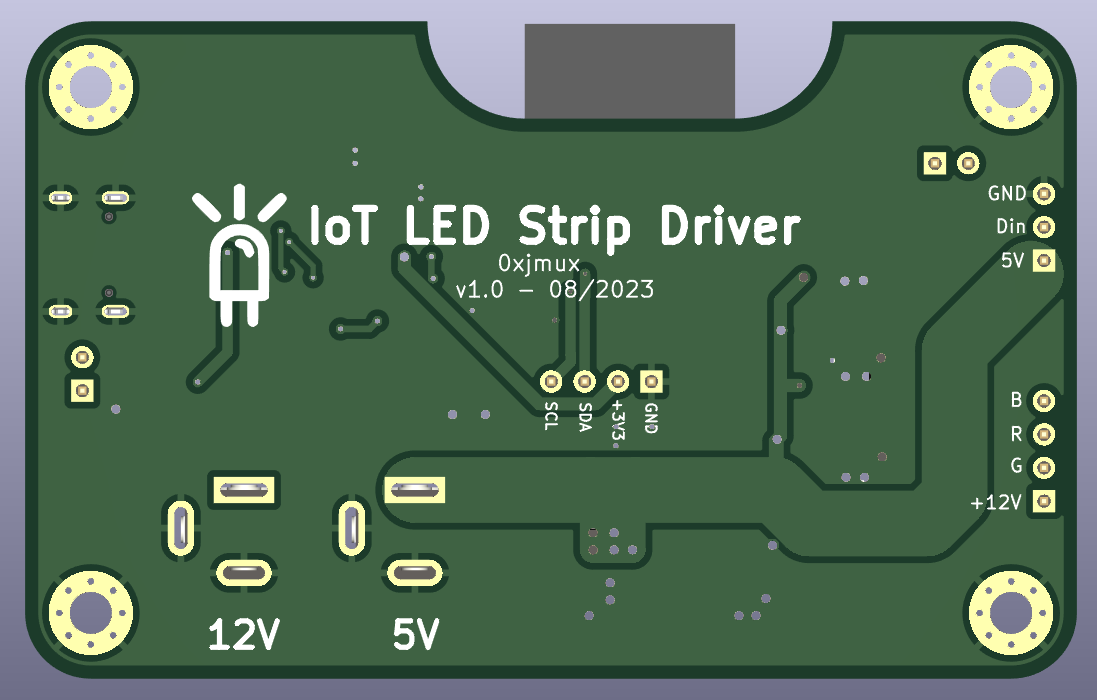 IoT LED Strip Driver
0xjmux
v1.0 - 08/2023
GND
Din
5V
SCL
SDA
+3V3
GND
B
R
G
+12V
12V
5V